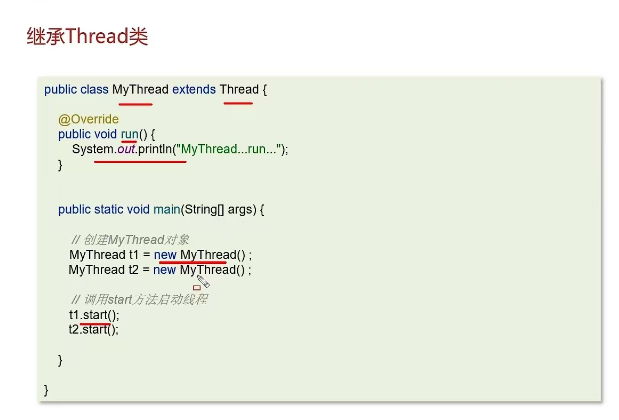 继承Thread类
public class MyThread extends Thread {
@Override
public void run() {
System.out.println("MyThread...run...");
}
public static void main(String[] args) {
// 创建MyThread对象
MyThread t1 = new MyThread() ;
MyThread t2 = new MyThread() ;
// 调用start方法启动线程
t1.start();
t2.start();
}
}